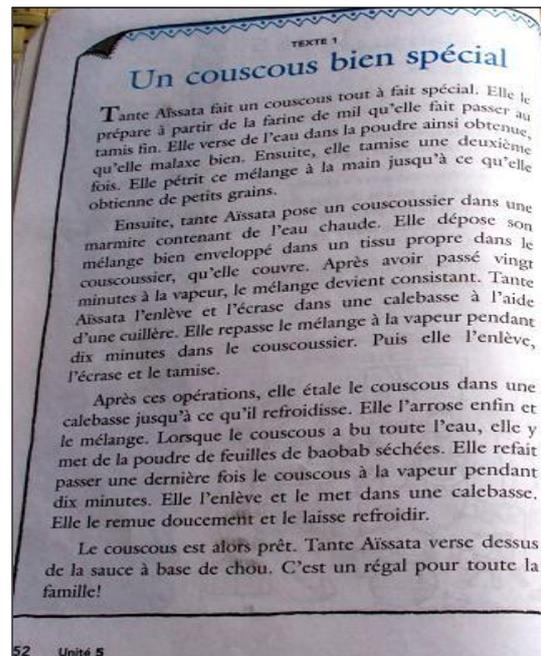 TEXTE 1
Un couscous bien spécial
Tante Aïssata fait un couscous tout à fait spécial. Elle le
prépare à partir de la farine de mil qu'elle fait passer au
tamis fin. Elle verse de l'eau dans la poudre ainsi obtenue,
qu'elle malaxe bien. Ensuite, elle tamise une deuxième
fois. Elle pétrit ce mélange à la main jusqu'à ce qu'elle
obtienne de petits grains.
Ensuite, tante Aïssata pose un couscoussier dans une
marmite contenant de l'eau chaude. Elle dépose son
mélange bien enveloppé dans un tissu propre dans le
couscoussier, qu'elle couvre. Après avoir passé vingt
minutes à la vapeur, le mélange devient consistant. Tante
Aïssata l'enlève et l'écrase dans une calebasse à l'aide
d'une cuillère. Elle repasse le mélange à la vapeur pendant
dix minutes dans le couscoussier. Puis elle l'enlève,
l'écrase et le tamise.
Après ces opérations, elle étale le couscous dans une
calebasse jusqu'à ce qu'il refroidisse. Elle l'arrose enfin et
le mélange. Lorsque le couscous a bu toute l'eau, elle y
met de la poudre de feuilles de baobab séchées. Elle refait
passer une dernière fois le couscous à la vapeur pendant
dix minutes. Elle l'enlève et le met dans une calebasse.
Elle le remue doucement et le laisse refroidir.
Le couscous est alors prêt. Tante Aïssata verse dessus
de la sauce à base de chou. C'est un régal pour toute la
famille!
52 Unité 5